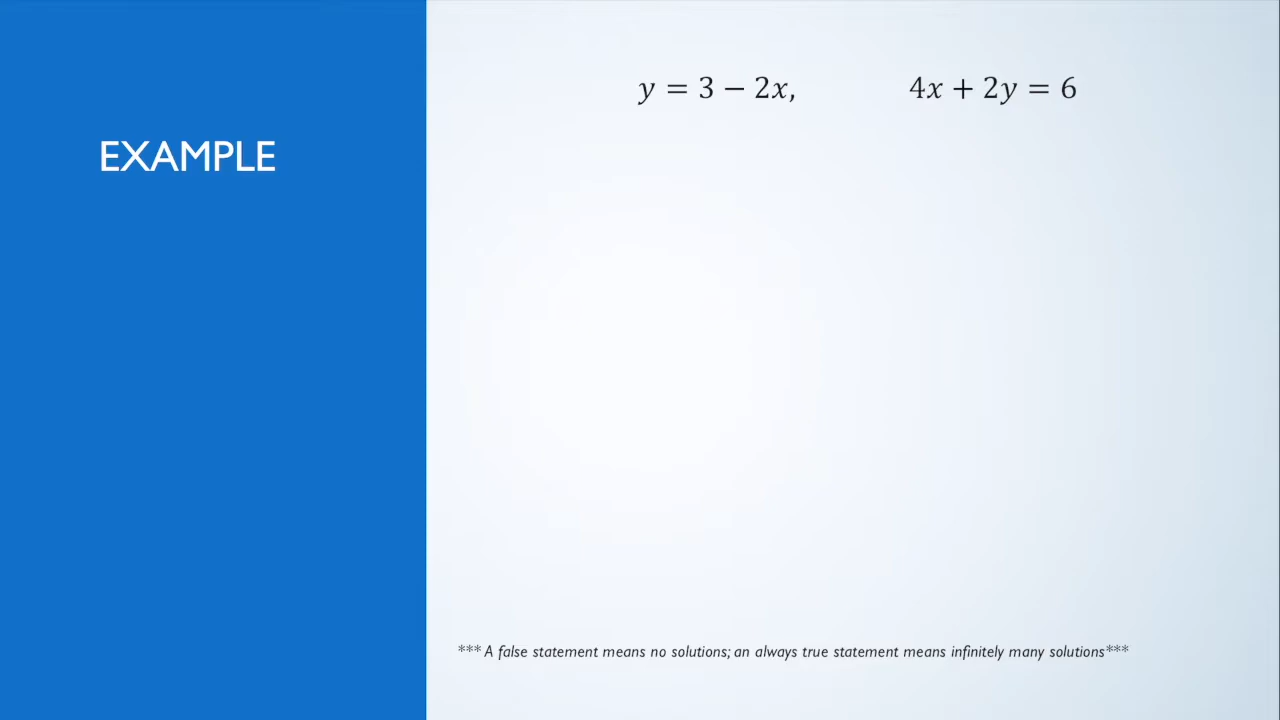 EXAMPLE
y = 3 − 2x, 4x + 2y = 6
*** A false statement means no solutions; an always true statement means infinitely many solutions***